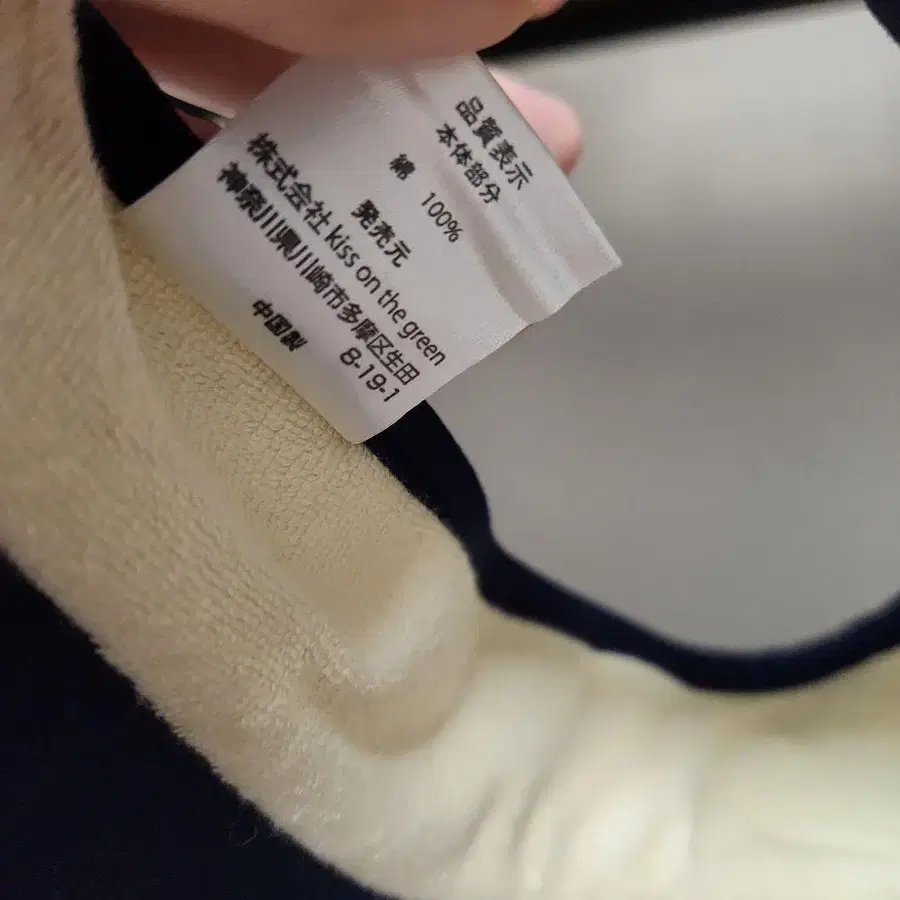 品質表示
本体部分
綿 100%
発売元
株式会社 kiss on the green
神奈川県川崎市多摩区生田
8-19-1
中国製